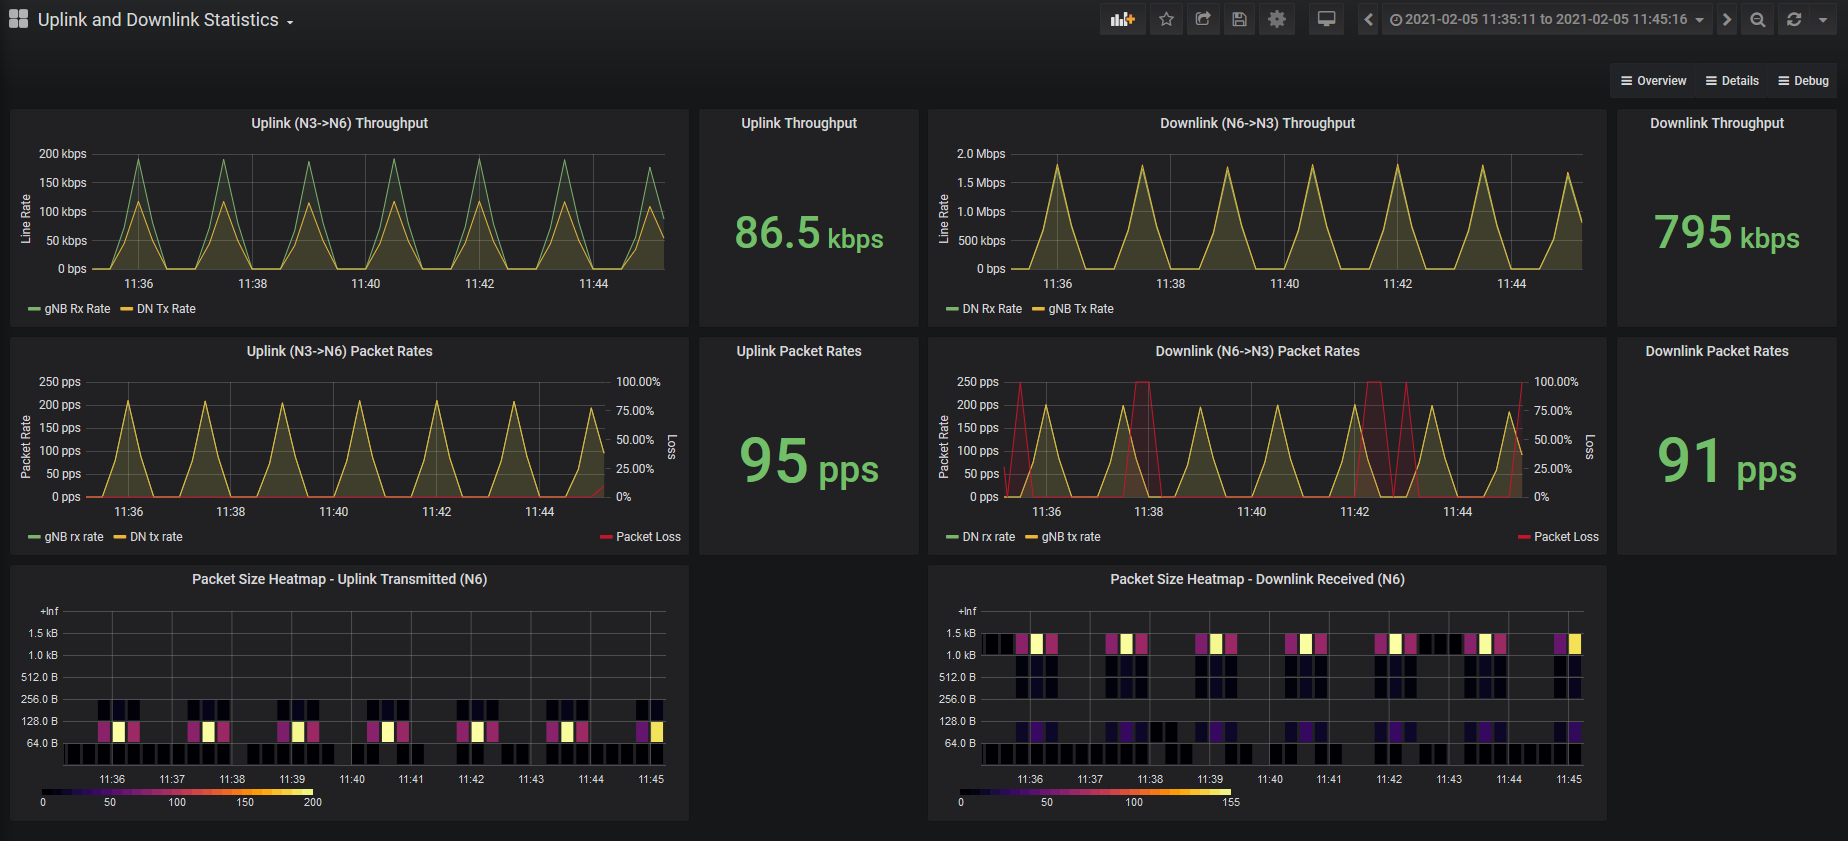 Uplink and Downlink Statistics
2021-02-05 11:35:11 to 2021-02-05 11:45:16
Overview Details Debug
Uplink (N3->N6) Throughput
200 kbps
150 kbps
100 kbps
50 kbps
0 bps
Line Rate
11:36 11:38 11:40 11:42 11:44
gNB Rx Rate DN Tx Rate
Uplink Throughput
86.5 kbps
Downlink (N6->N3) Throughput
2.0 Mbps
1.5 Mbps
1.0 Mbps
500 kbps
0 bps
Line Rate
11:36 11:38 11:40 11:42 11:44
DN Rx Rate gNB Tx Rate
Downlink Throughput
795 kbps
Uplink (N3->N6) Packet Rates
250 pps
200 pps
150 pps
100 pps
50 pps
0 pps
Packet Rate
100.00%
75.00%
50.00%
25.00%
0%
Loss
11:36 11:38 11:40 11:42 11:44
gNB rx rate DN tx rate Packet Loss
Uplink Packet Rates
95 pps
Downlink (N6->N3) Packet Rates
250 pps
200 pps
150 pps
100 pps
50 pps
0 pps
Packet Rate
100.00%
75.00%
50.00%
25.00%
0%
Loss
11:36 11:38 11:40 11:42 11:44
DN rx rate gNB tx rate Packet Loss
Downlink Packet Rates
91 pps
Packet Size Heatmap - Uplink Transmitted (N6)
+Inf
1.5 kB
1.0 kB
512.0 B
256.0 B
128.0 B
64.0 B
11:36 11:37 11:38 11:39 11:40 11:41 11:42 11:43 11:44 11:45
0 50 100 150 200
Packet Size Heatmap - Downlink Received (N6)
+Inf
1.5 kB
1.0 kB
512.0 B
256.0 B
128.0 B
64.0 B
11:36 11:37 11:38 11:39 11:40 11:41 11:42 11:43 11:44 11:45
0 50 100 155